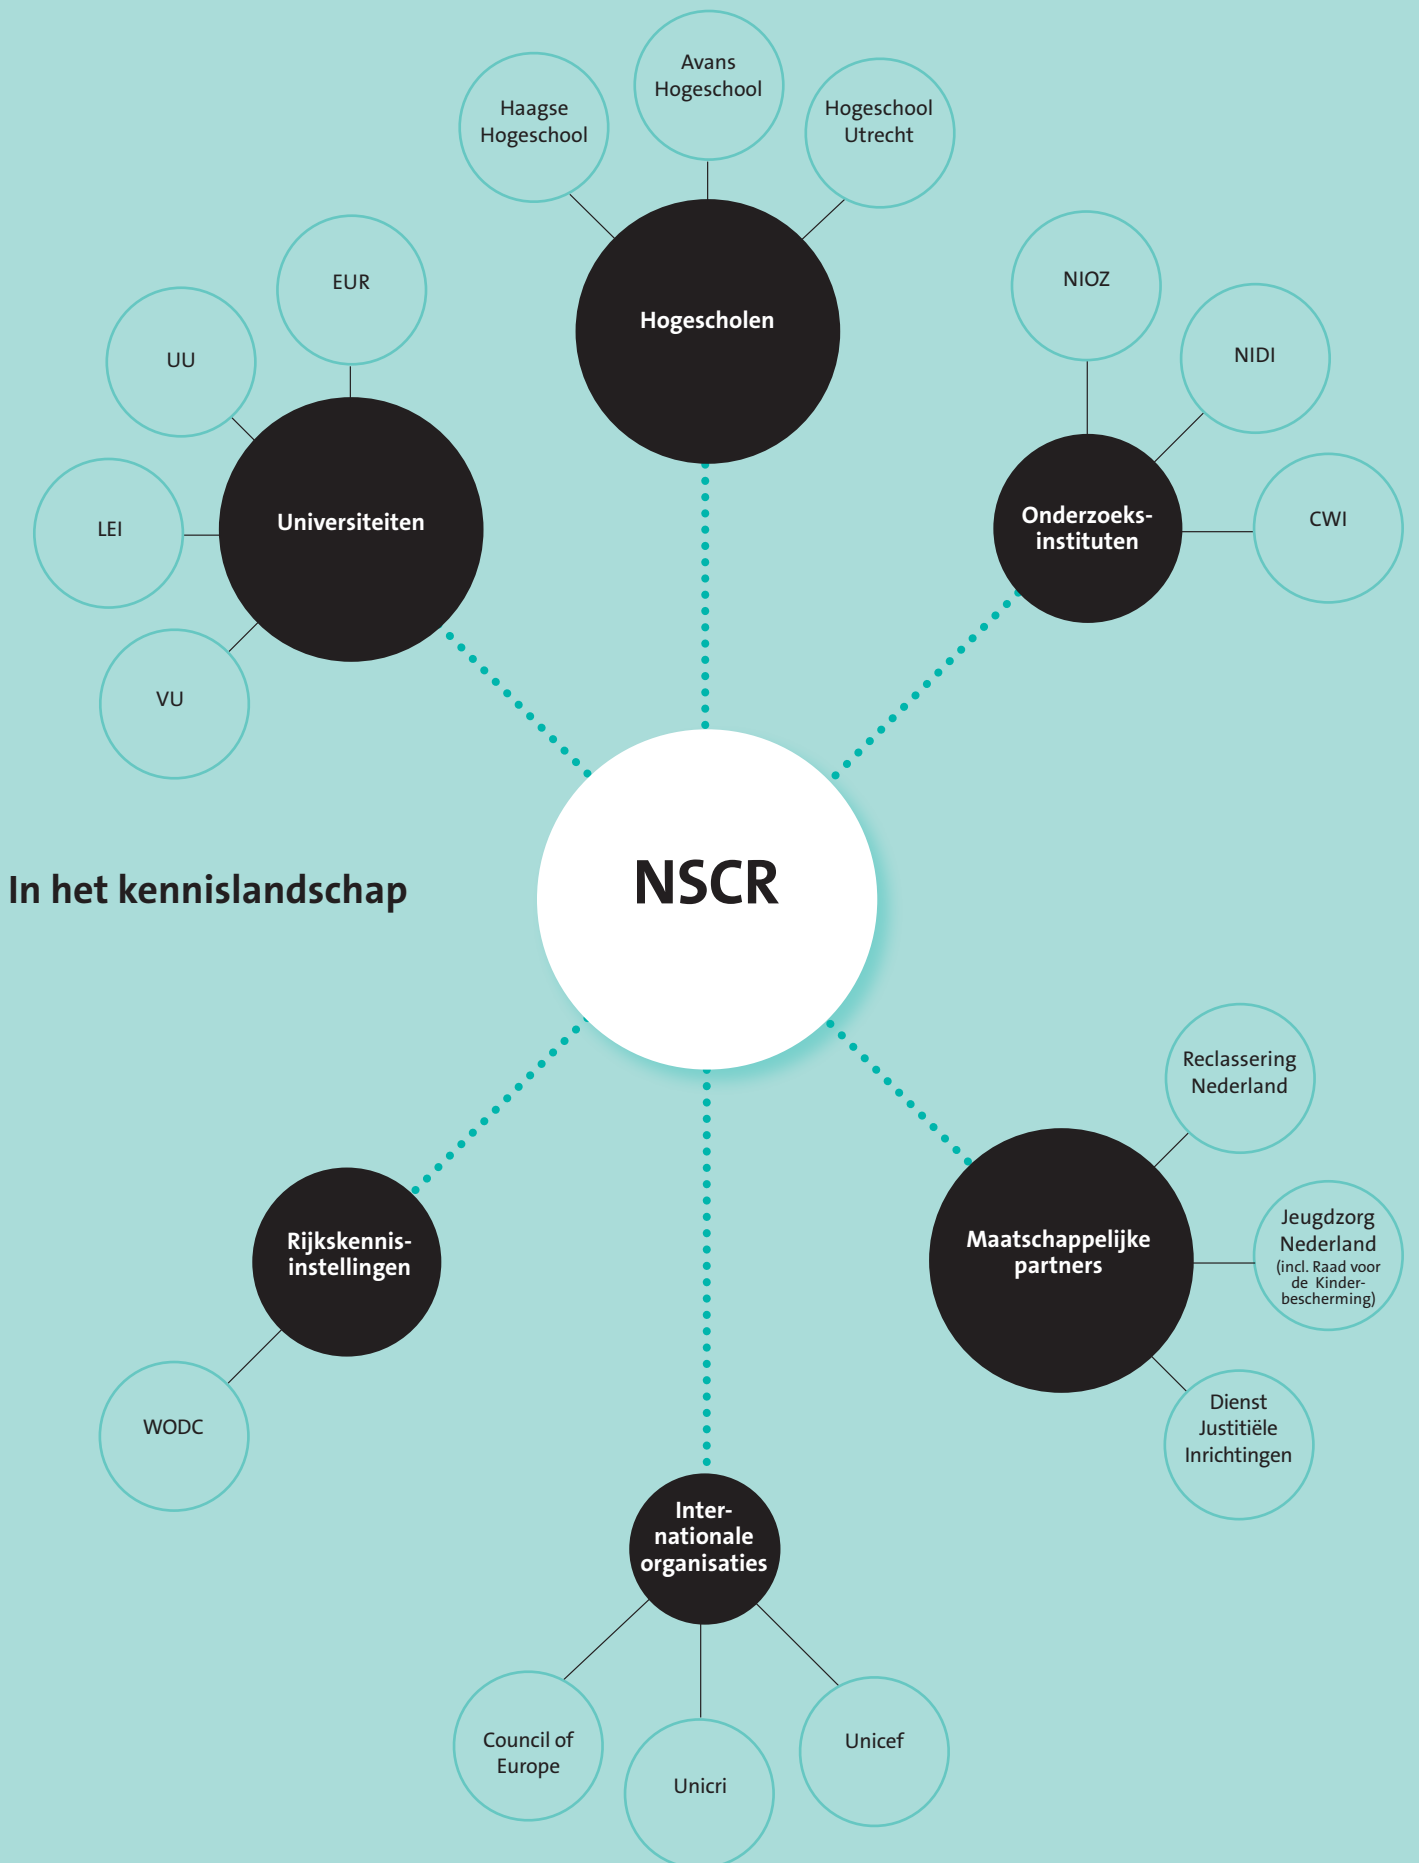 Avans
Hogeschool
Haagse
Hogeschool
Hogeschool
Utrecht
Hogescholen
EUR
UU
LEI
VU
Universiteiten
NIOZ
NIDI
CWI
Onderzoeks-
instituten
NSCR
In het kennislandschap
Reclassering
Nederland
Jeugdzorg
Nederland
(incl. Raad voor
de Kinder-
bescherming)
Dienst
Justitiële
Inrichtingen
Maatschappelijke
partners
Rijkskennis-
instellingen
WODC
Inter-
nationale
organisaties
Council of
Europe
Unicri
Unicef